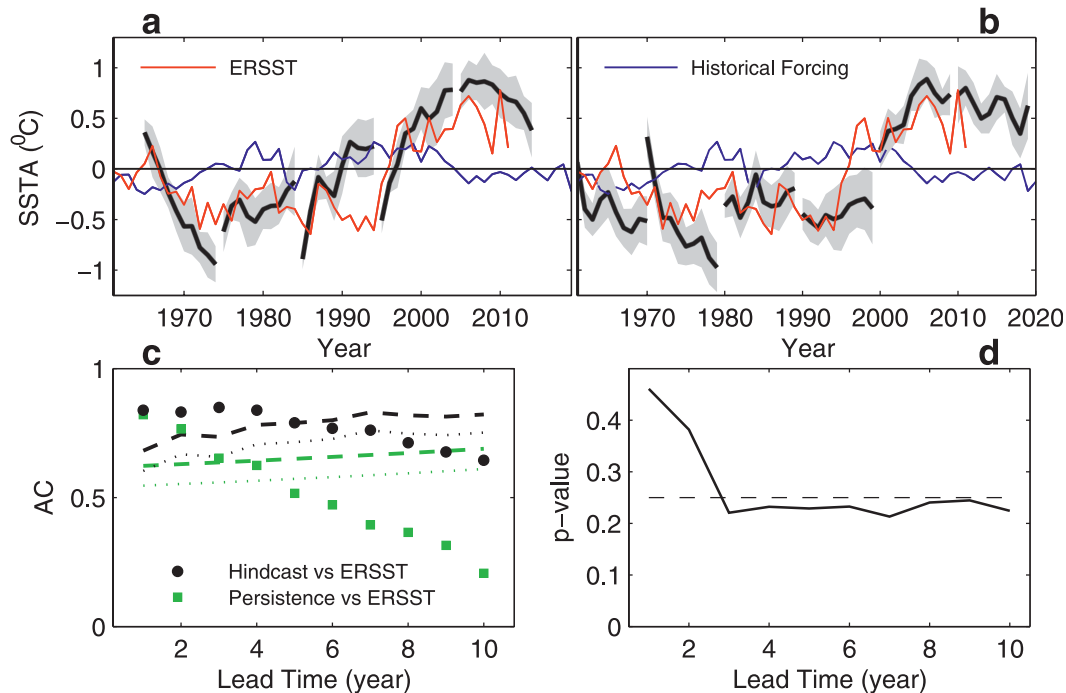 a
b
ERSST
Historical Forcing
SSTA (⁰C)
1
0.5
0
−0.5
−1
1970 1980 1990 2000 2010
1970 1980 1990 2000 2010 2020
Year
Year
c
d
AC
1
0.5
0
Hindcast vs ERSST
Persistence vs ERSST
2 4 6 8 10
Lead Time (year)
p−value
0.4
0.3
0.2
0.1
0
2 4 6 8 10
Lead Time (year)